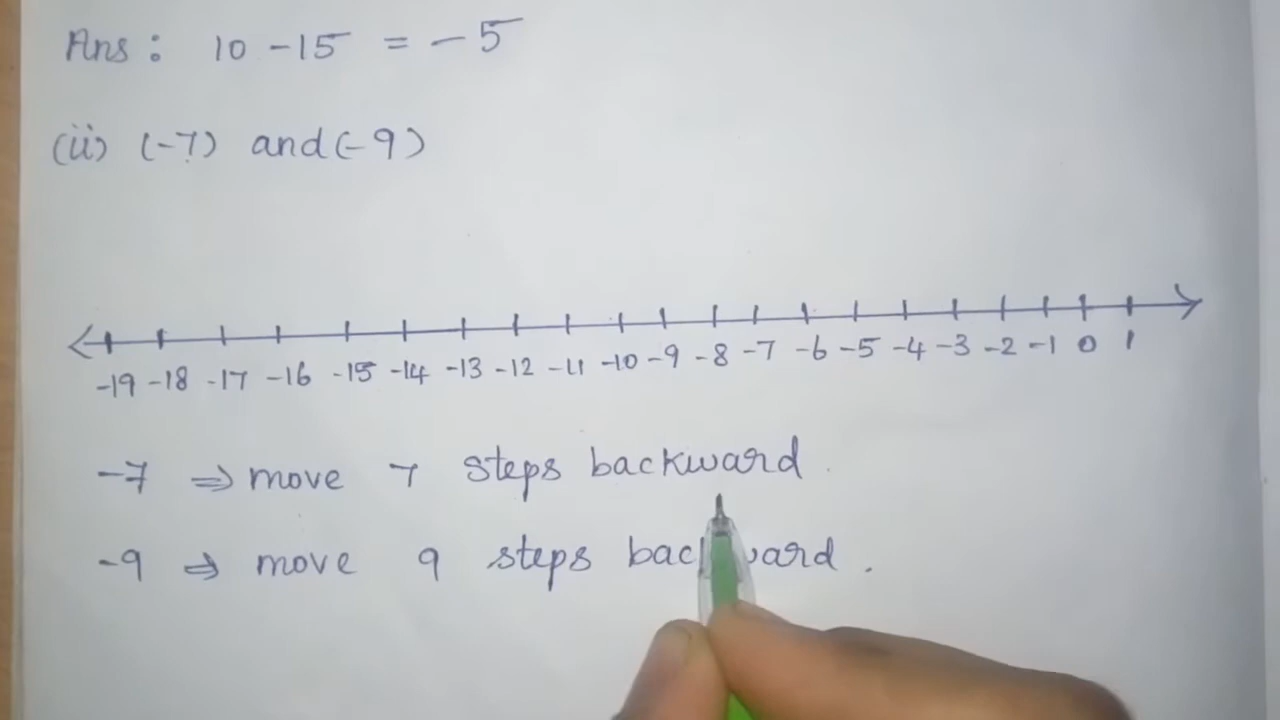 Ans: 10 - 15 = - 5
(ii) (-7) and (-9)
-19 -18 -17 -16 -15 -14 -13 -12 -11 -10 -9 -8 -7 -6 -5 -4 -3 -2 -1 0 1
-7 ⇒ move 7 steps backward
-9 ⇒ move 9 steps backward.